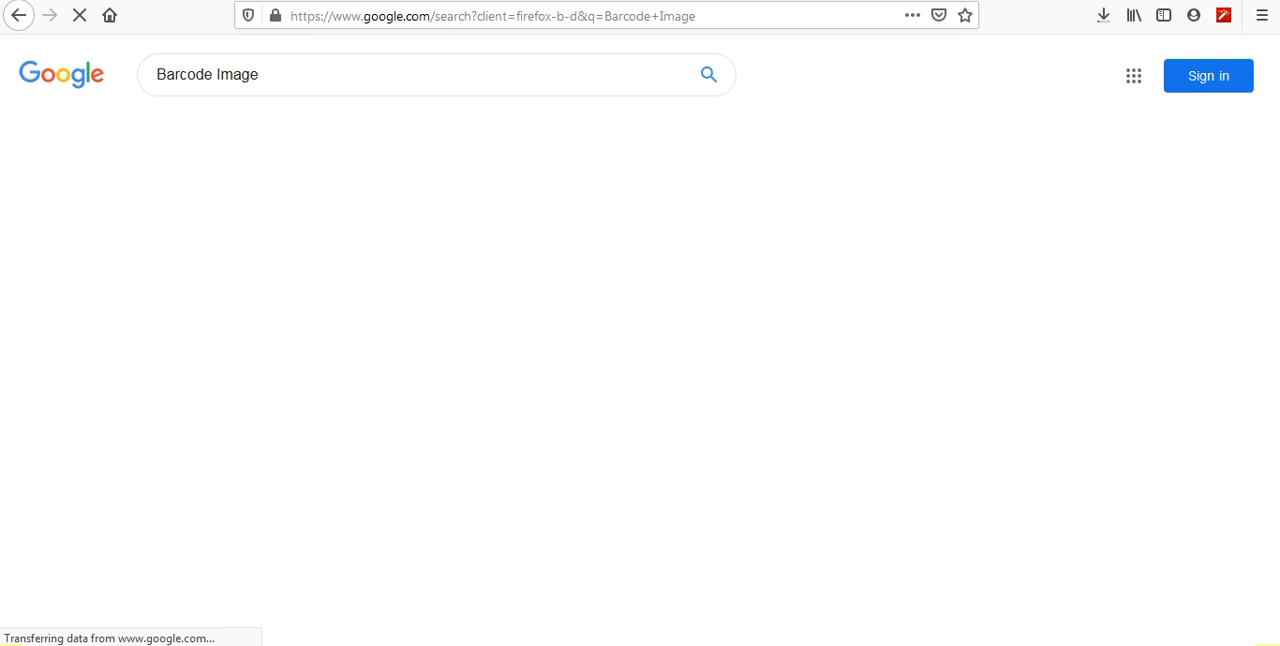 https://www.google.com/search?client=firefox-b-d&q=Barcode+Image
Google
Barcode Image
Sign in
Transferring data from www.google.com...